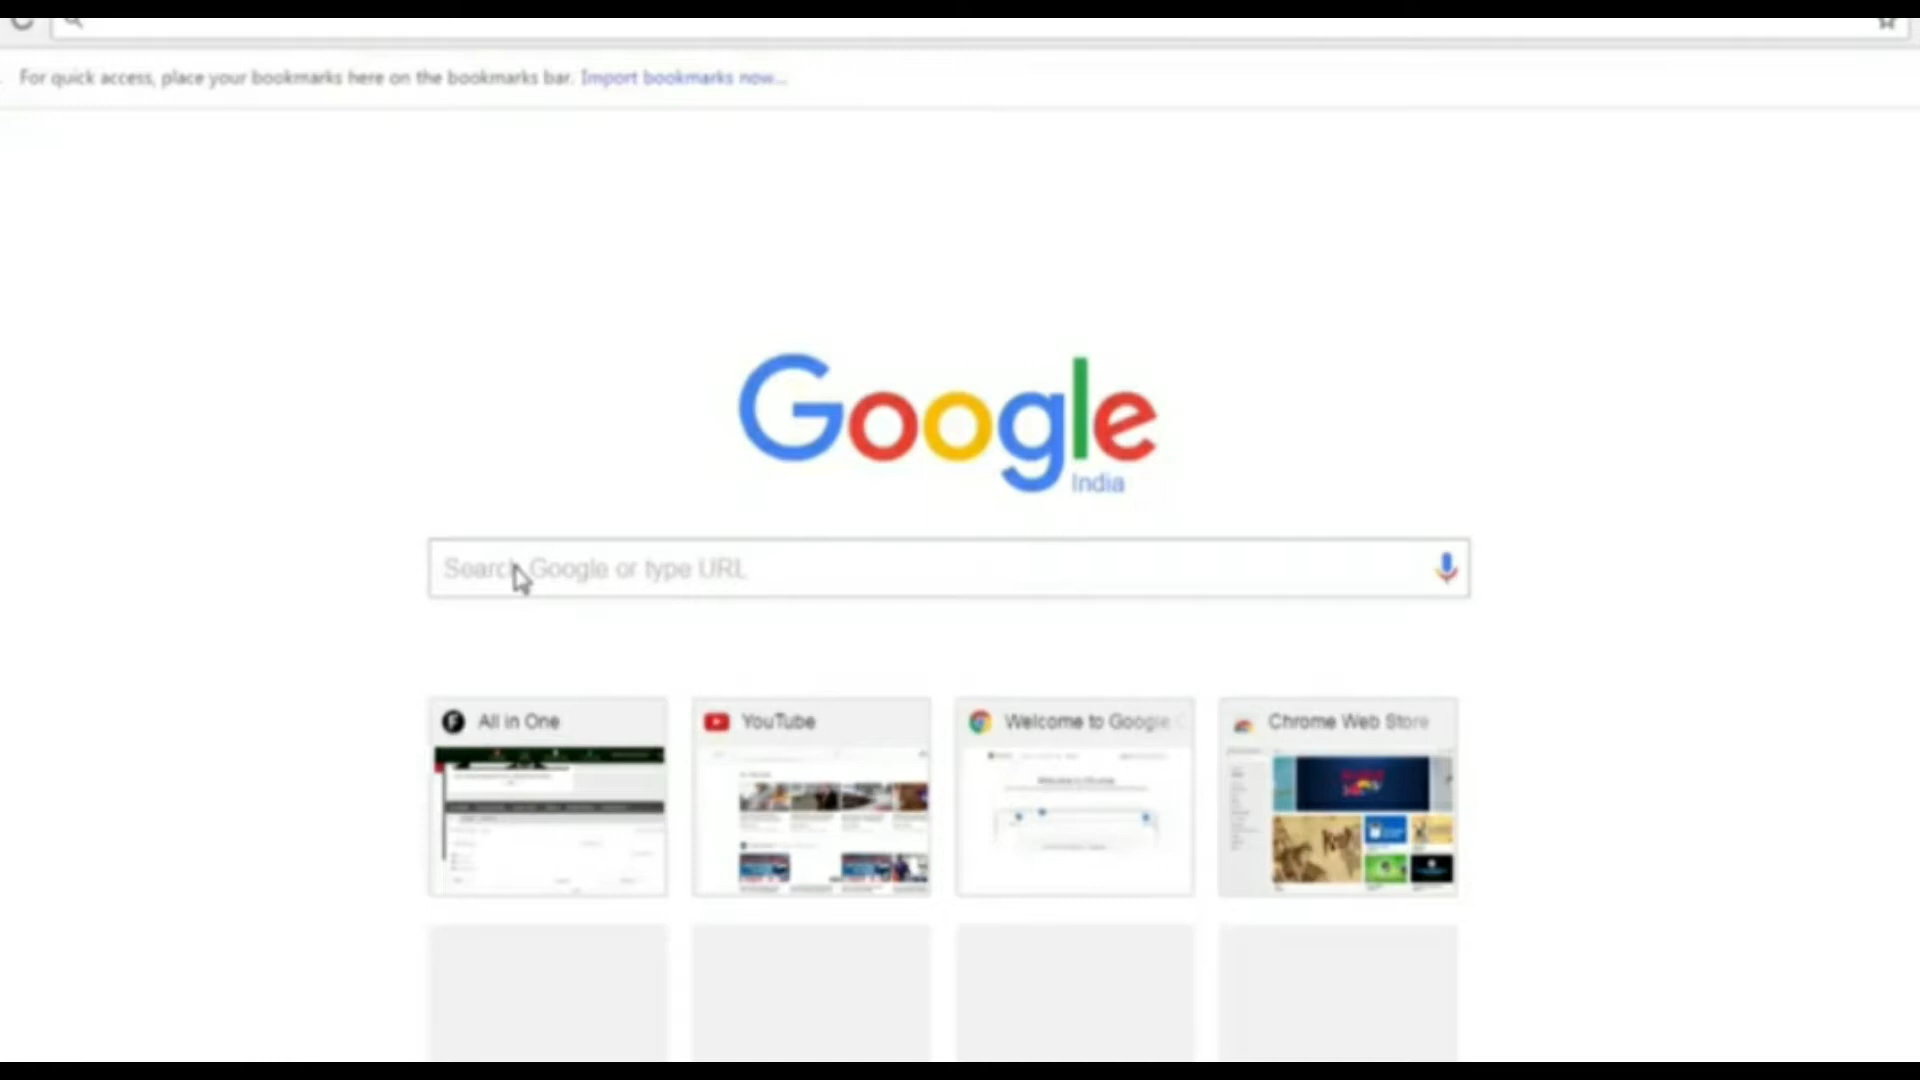 For quick access, place your bookmarks here on the bookmarks bar. Import bookmarks now...
Google
India
Search Google or type URL
All in One
YouTube
Welcome to Google
Chrome Web Store